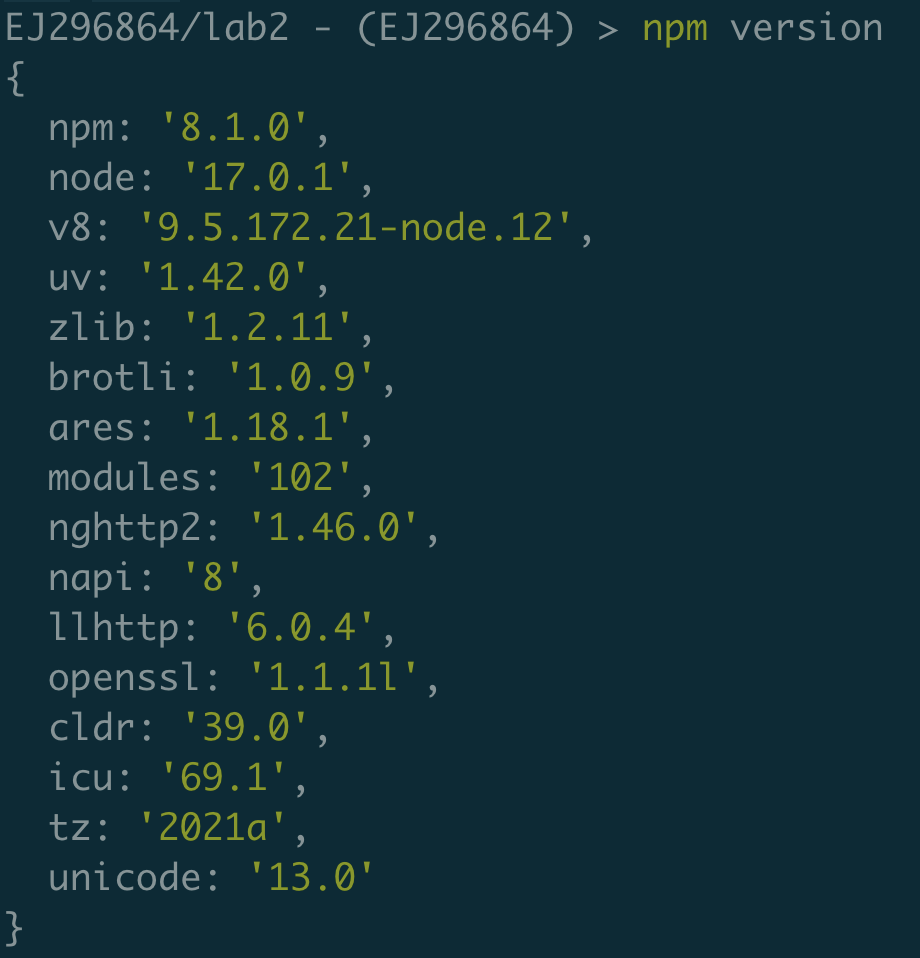 EJ296864/lab2 - (EJ296864) > npm version
{
  npm: '8.1.0',
  node: '17.0.1',
  v8: '9.5.172.21-node.12',
  uv: '1.42.0',
  zlib: '1.2.11',
  brotli: '1.0.9',
  ares: '1.18.1',
  modules: '102',
  nghttp2: '1.46.0',
  napi: '8',
  llhttp: '6.0.4',
  openssl: '1.1.1l',
  cldr: '39.0',
  icu: '69.1',
  tz: '2021a',
  unicode: '13.0'
}